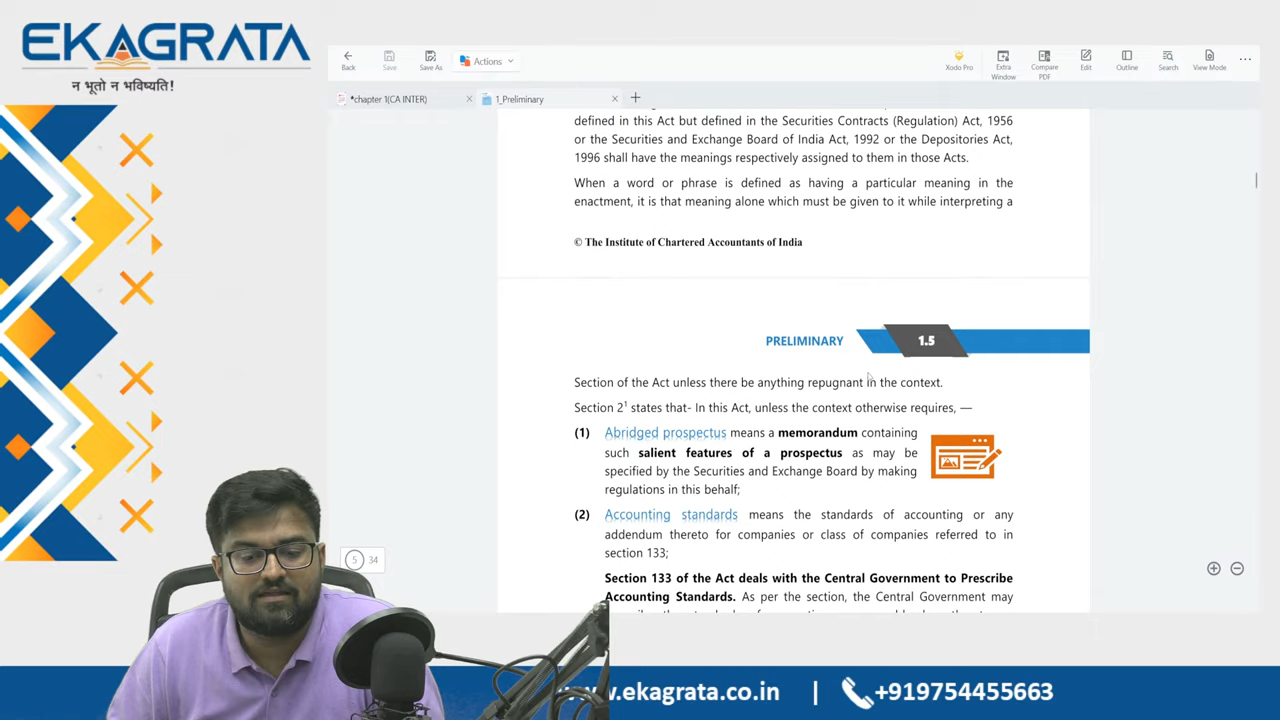 EKAGRATA
न भूतो न भविष्यति!
Back
Save
Save As
Actions
Xodo Pro
Extra Window
Compare PDF
Edit
Outline
Search
View Mode
*chapter 1(CA INTER)
1_Preliminary
defined in this Act but defined in the Securities Contracts (Regulation) Act, 1956
or the Securities and Exchange Board of India Act, 1992 or the Depositories Act,
1996 shall have the meanings respectively assigned to them in those Acts.
When a word or phrase is defined as having a particular meaning in the
enactment, it is that meaning alone which must be given to it while interpreting a
© The Institute of Chartered Accountants of India
PRELIMINARY 1.5
Section of the Act unless there be anything repugnant in the context.
Section 2¹ states that- In this Act, unless the context otherwise requires, —
(1) Abridged prospectus means a memorandum containing
such salient features of a prospectus as may be
specified by the Securities and Exchange Board by making
regulations in this behalf;
(2) Accounting standards means the standards of accounting or any
addendum thereto for companies or class of companies referred to in
section 133;
Section 133 of the Act deals with the Central Government to Prescribe
Accounting Standards. As per the section, the Central Government may
5 34
www.ekagrata.co.in | +919754455663